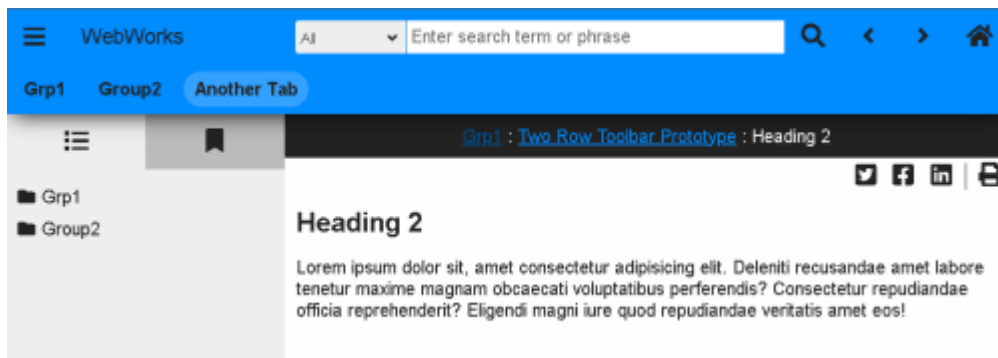 WebWorks
All
Enter search term or phrase
Grp1 Group2 Another Tab
Grp1 : Two Row Toolbar Prototype : Heading 2
Grp1
Group2
Heading 2
Lorem ipsum dolor sit, amet consectetur adipisicing elit. Deleniti recusandae amet labore
tenetur maxime magnam obcaecati voluptatibus perferendis? Consectetur repudiandae
officia reprehenderit? Eligendi magni iure quod repudiandae veritatis amet eos!